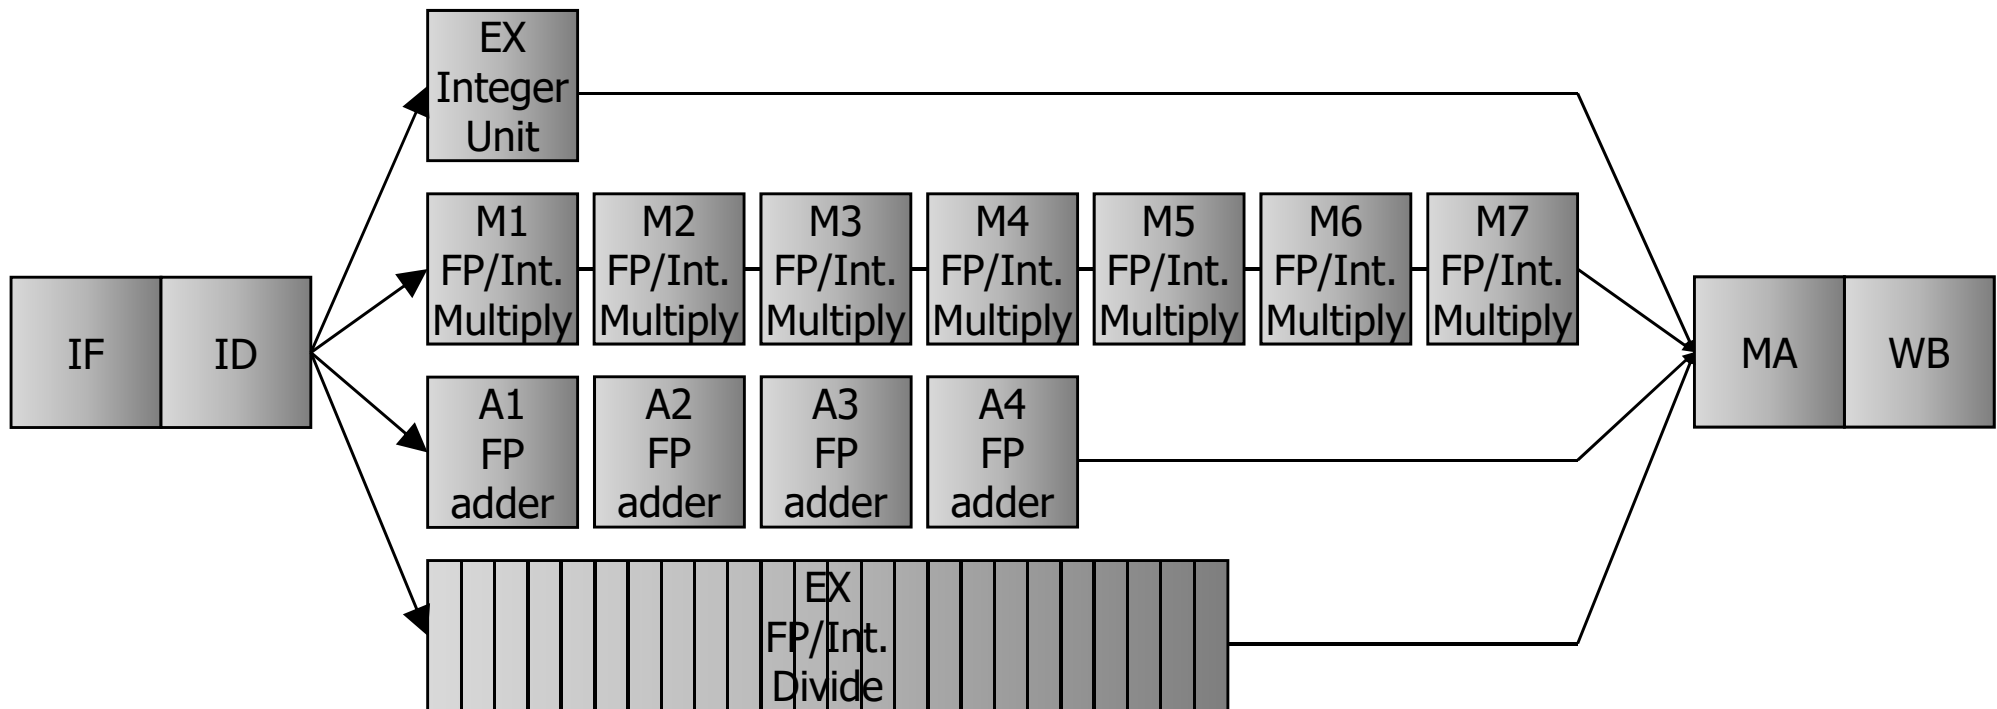 EX
Integer
Unit
M1
FP/Int.
Multiply
M2
FP/Int.
Multiply
M3
FP/Int.
Multiply
M4
FP/Int.
Multiply
M5
FP/Int.
Multiply
M6
FP/Int.
Multiply
M7
FP/Int.
Multiply
IF
ID
MA
WB
A1
FP
adder
A2
FP
adder
A3
FP
adder
A4
FP
adder
EX
FP/Int.
Divide